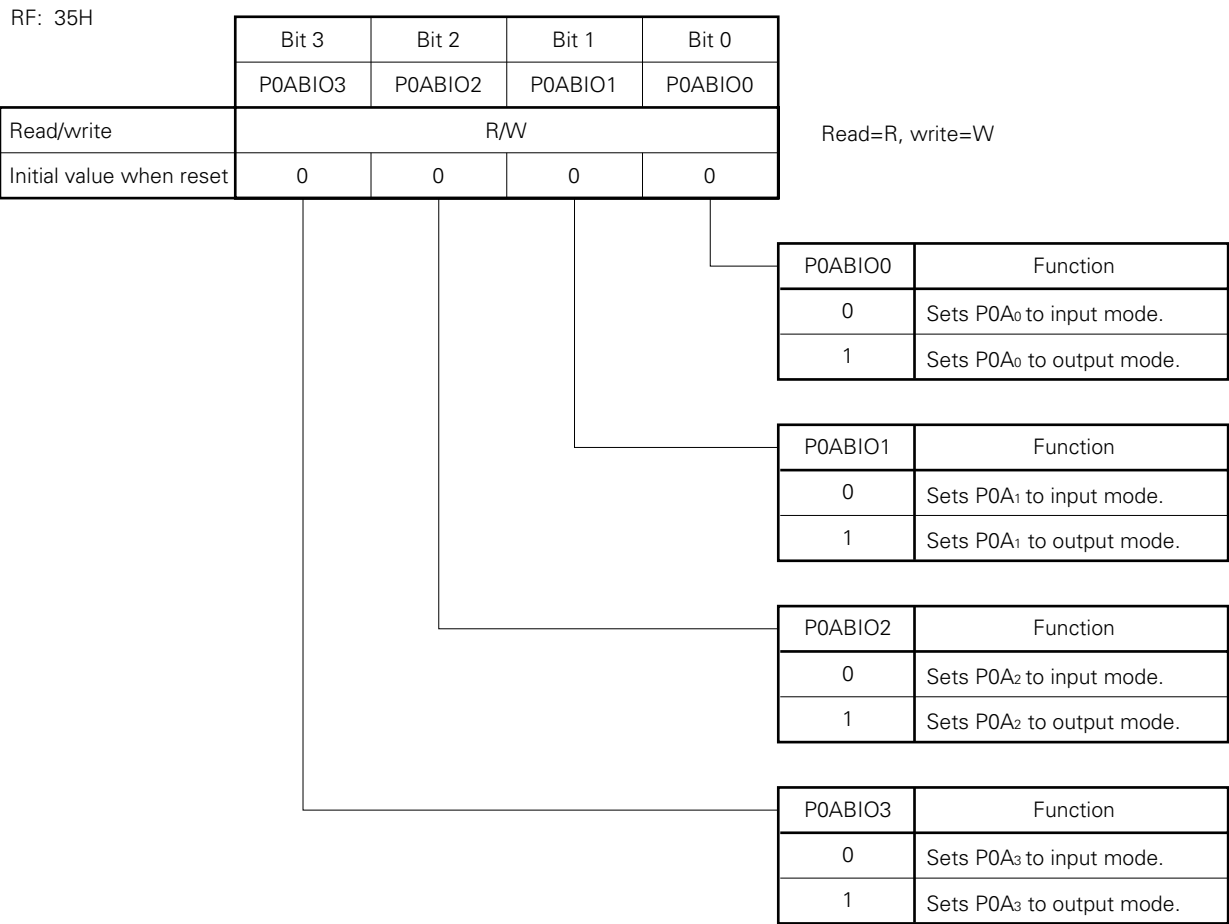 RF: 35H
Bit 3 Bit 2 Bit 1 Bit 0
P0ABIO3 P0ABIO2 P0ABIO1 P0ABIO0
Read/write R/W Read=R, write=W
Initial value when reset 0 0 0 0
P0ABIO0 Function
0 Sets P0A₀ to input mode.
1 Sets P0A₀ to output mode.
P0ABIO1 Function
0 Sets P0A₁ to input mode.
1 Sets P0A₁ to output mode.
P0ABIO2 Function
0 Sets P0A₂ to input mode.
1 Sets P0A₂ to output mode.
P0ABIO3 Function
0 Sets P0A₃ to input mode.
1 Sets P0A₃ to output mode.